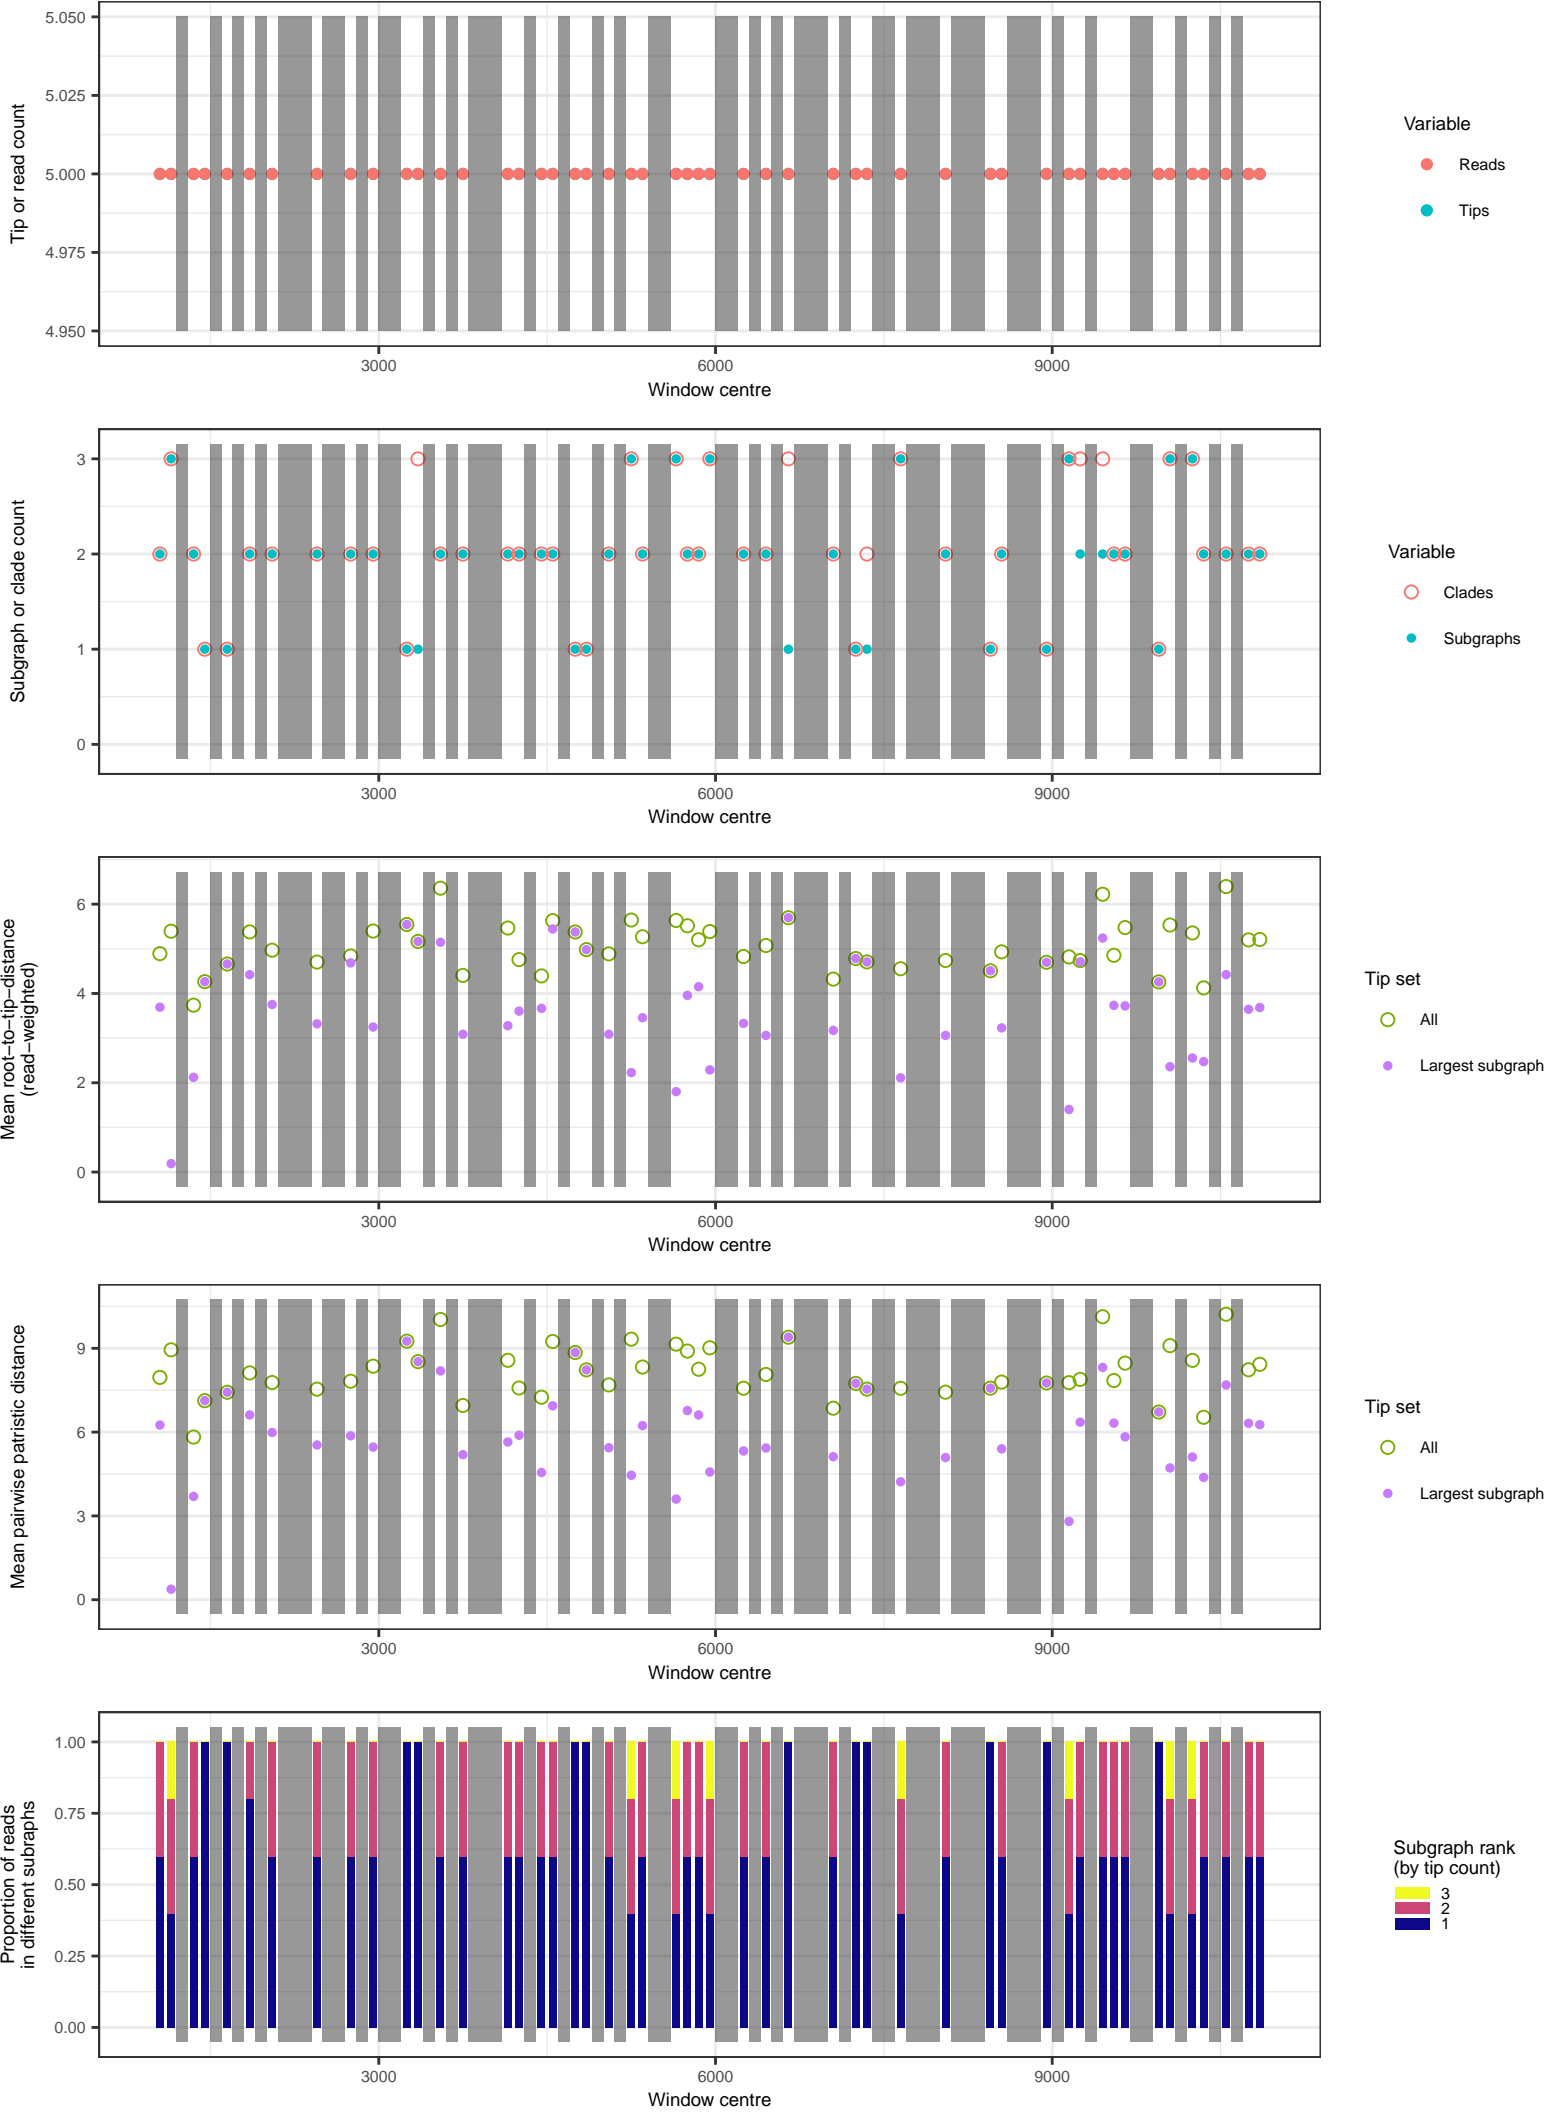 5.050
5.025
5.000
4.975
4.950
Tip or read count
3000 6000 9000
Window centre
Variable
Reads
Tips
3
2
1
0
Subgraph or clade count
3000 6000 9000
Window centre
Variable
Clades
Subgraphs
6
4
2
0
Mean root−to−tip−distance
(read−weighted)
3000 6000 9000
Window centre
Tip set
All
Largest subgraph
9
6
3
0
Mean pairwise patristic distance
3000 6000 9000
Window centre
Tip set
All
Largest subgraph
1.00
0.75
0.50
0.25
0.00
Proportion of reads
in different subraphs
3000 6000 9000
Window centre
Subgraph rank
(by tip count)
3
2
1